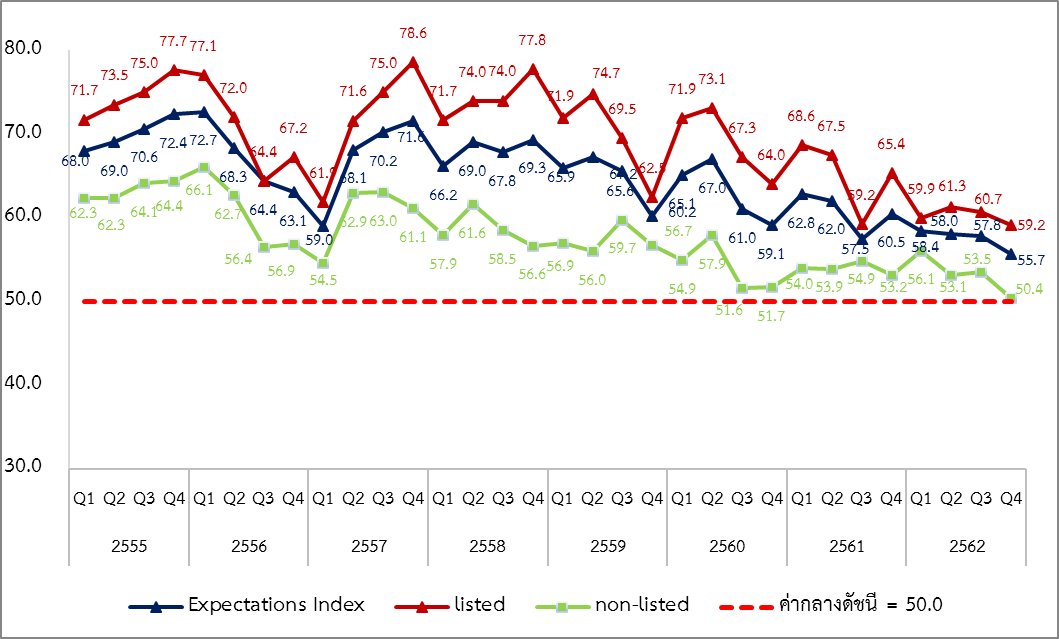 80.0
70.0
60.0
50.0
40.0
30.0
71.7 73.5 75.0 77.7 77.1 72.0 64.4 67.2 61.9 71.6 75.0 78.6 71.7 74.0 74.0 77.8 71.9 74.7 69.5 62.5 71.9 73.1 67.3 64.0 68.6 67.5 59.2 65.4 59.9 61.3 60.7 59.2
68.0 69.0 70.6 72.4 72.7 68.3 64.4 63.1 59.0 68.1 70.2 71.6 66.2 69.0 67.8 69.3 65.9 65.6 60.2 65.1 67.0 61.0 59.1 62.8 62.0 57.5 60.5 58.4 58.0 57.8 55.7
62.3 62.3 64.1 64.4 66.1 62.7 56.4 56.9 54.5 62.9 63.0 61.1 57.9 61.6 58.5 56.6 56.9 56.0 59.7 56.7 54.9 57.9 51.6 51.7 54.0 53.9 54.9 53.2 56.1 53.1 53.5 50.4
Q1 Q2 Q3 Q4 Q1 Q2 Q3 Q4 Q1 Q2 Q3 Q4 Q1 Q2 Q3 Q4 Q1 Q2 Q3 Q4 Q1 Q2 Q3 Q4 Q1 Q2 Q3 Q4 Q1 Q2 Q3 Q4
2555 2556 2557 2558 2559 2560 2561 2562
Expectations Index listed non-listed ค่ากลางดัชนี = 50.0